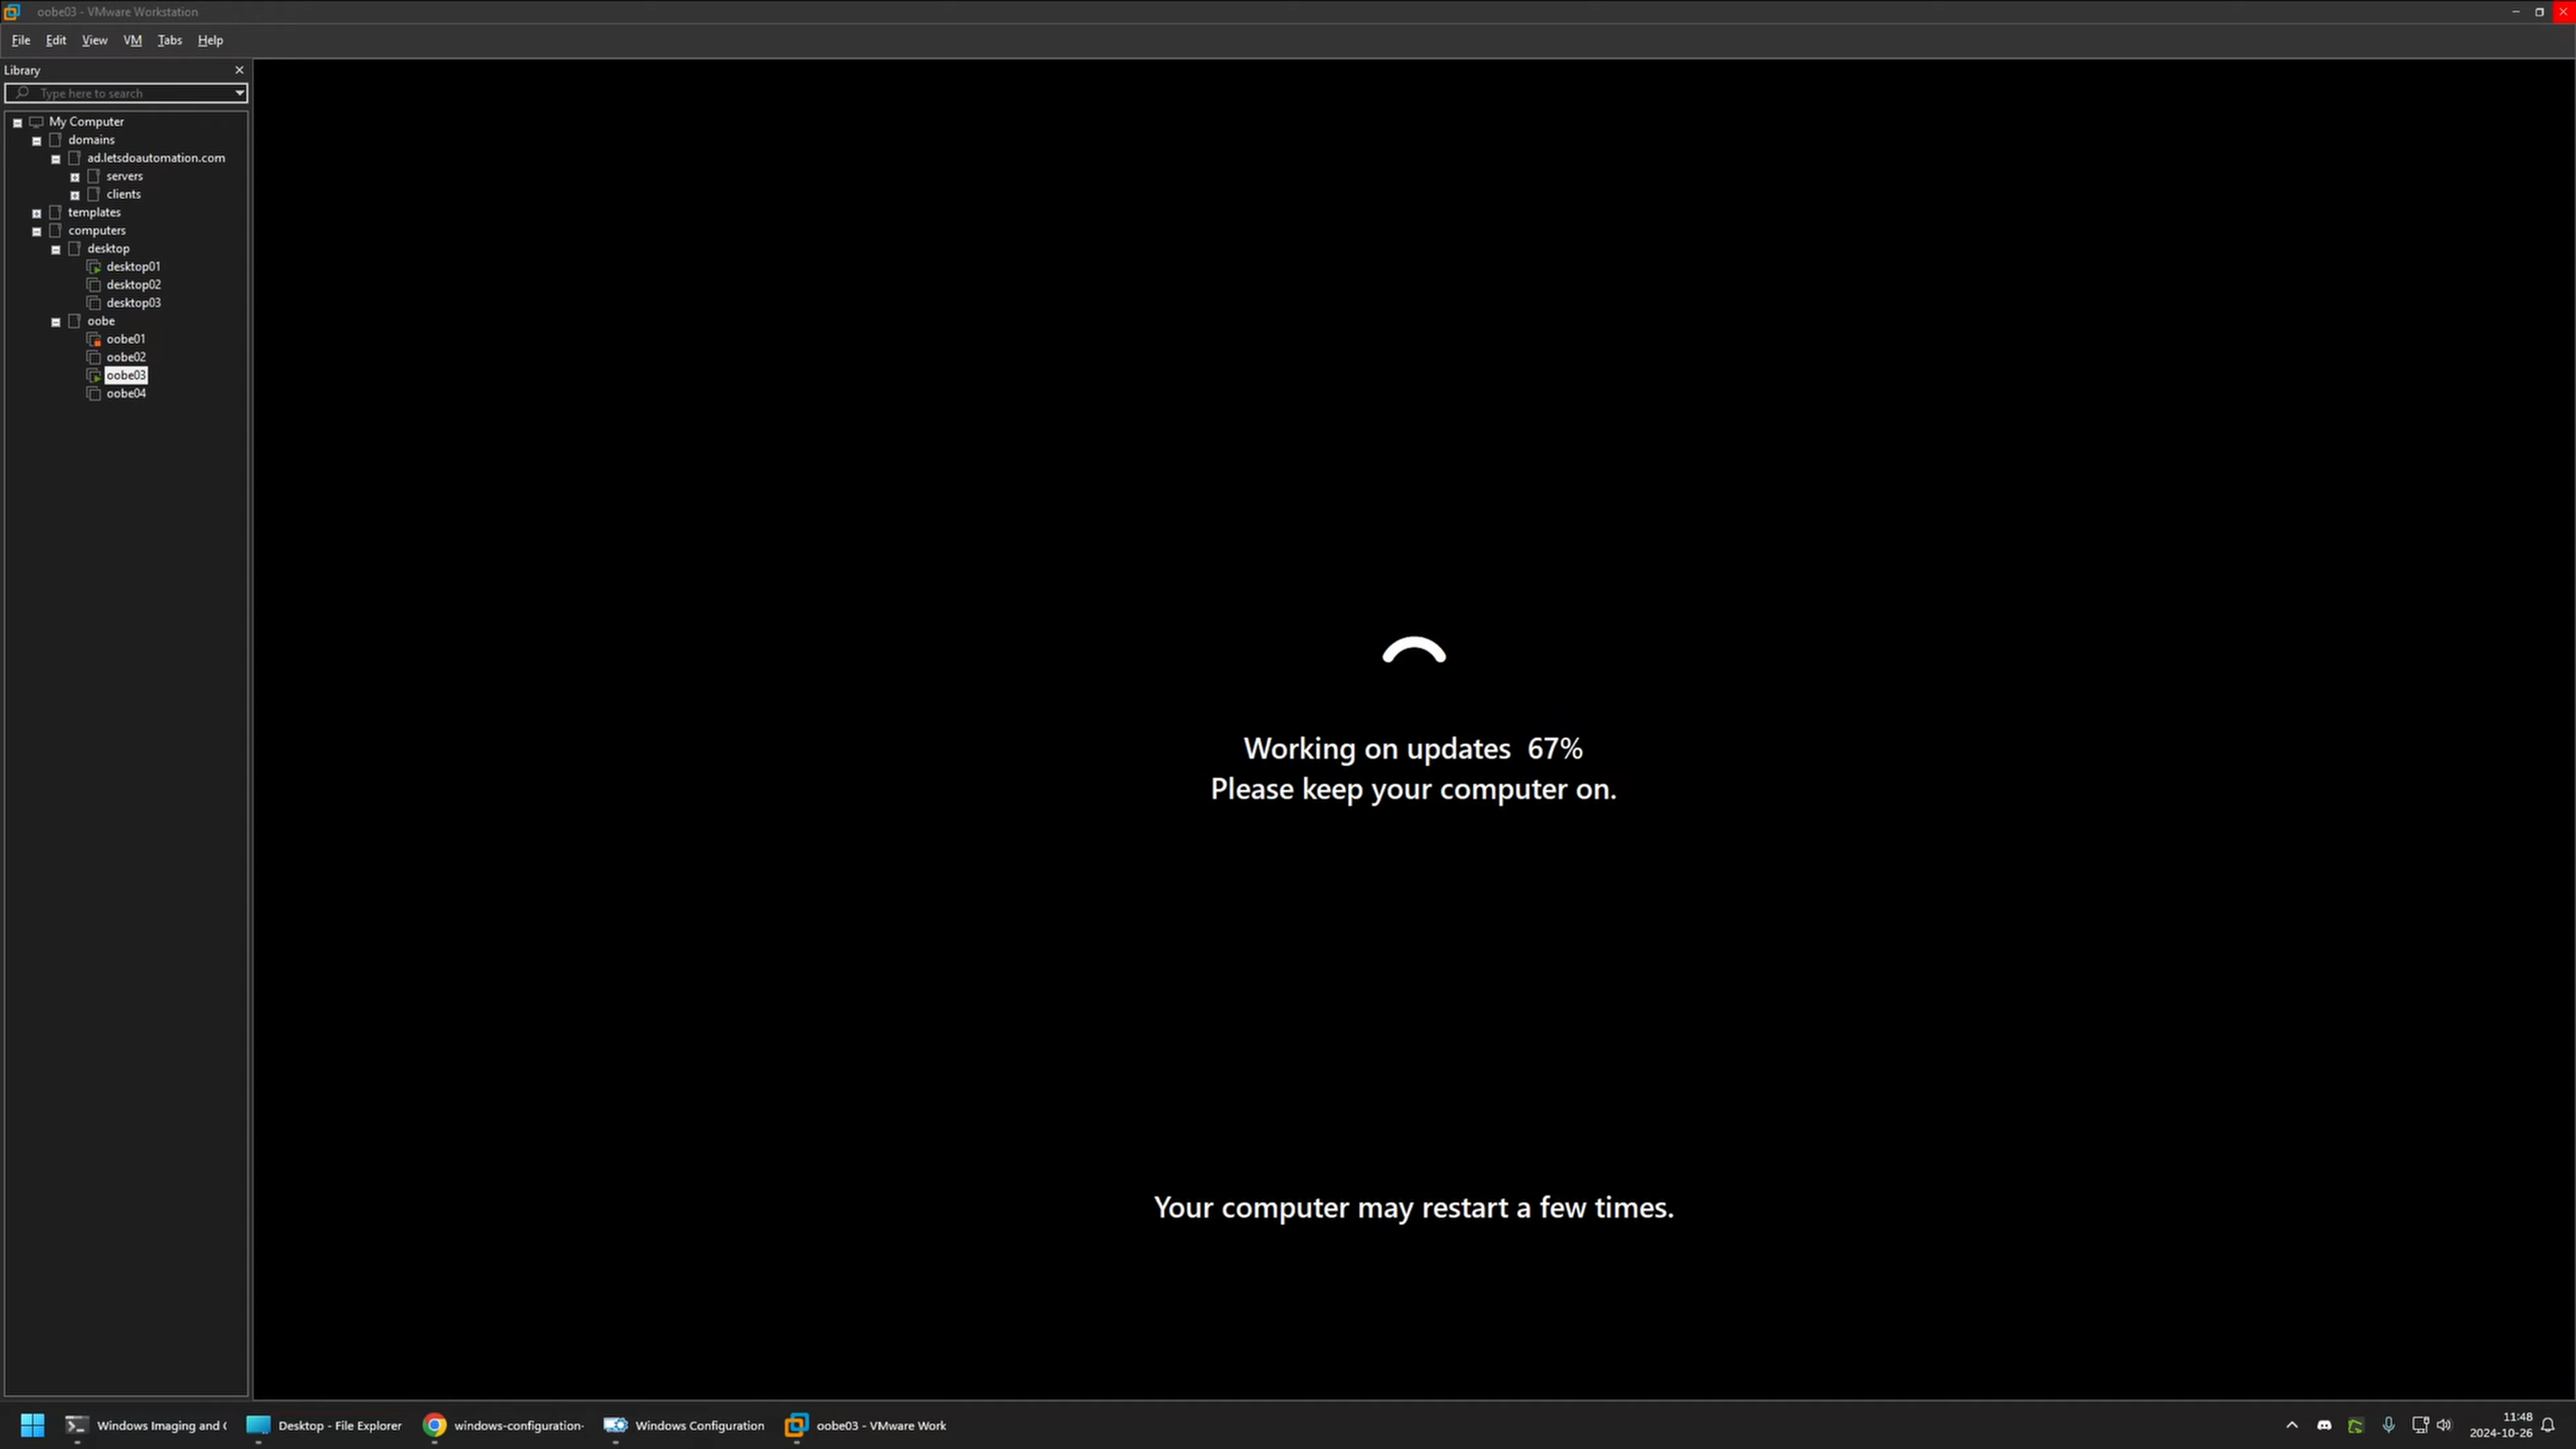 oobe03 - VMware Workstation
File Edit View VM Tabs Help
Library
Type here to search
My Computer
domains
ad.letsdoautomation.com
servers
clients
templates
computers
desktop
desktop01
desktop02
desktop03
oobe
oobe01
oobe02
oobe03
oobe04
Working on updates 67%
Please keep your computer on.
Your computer may restart a few times.
Windows Imaging and C Desktop - File Explorer windows-configuration- Windows Configuration oobe03 - VMware Work
11:48
2024-10-26